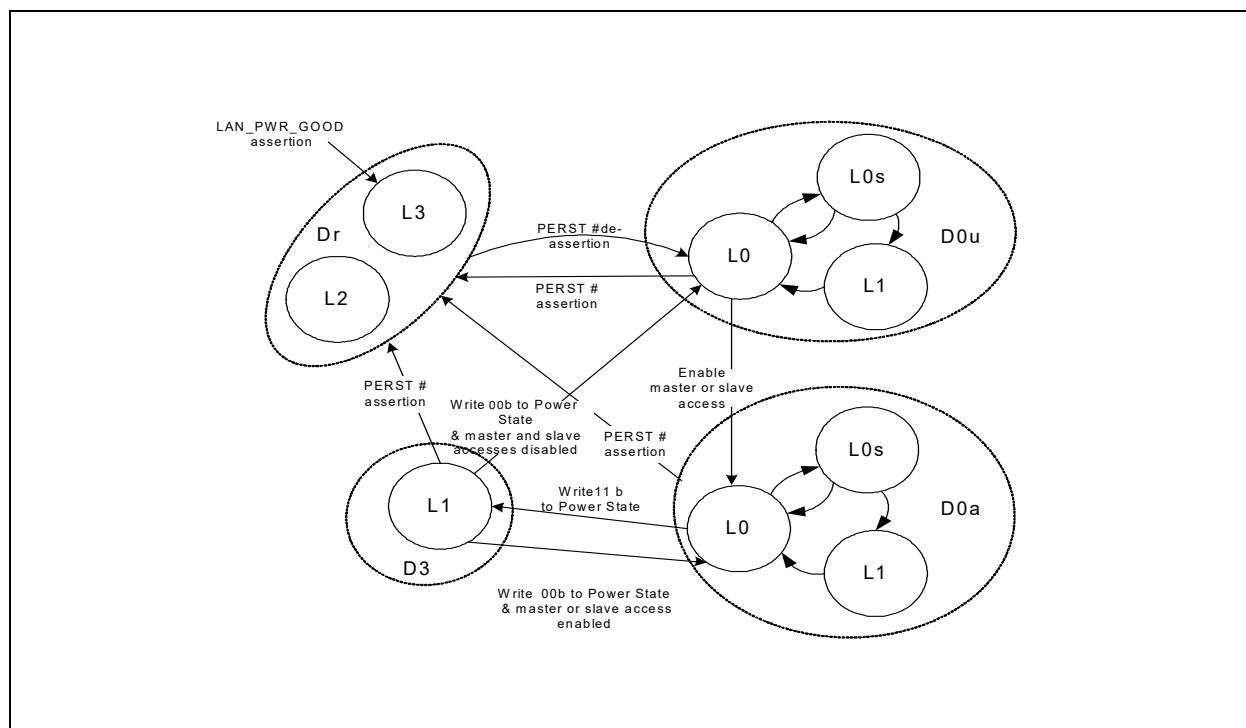 LAN_PWR_GOOD
assertion
L3
Dr
L2
PERST #de-
assertion
PERST #
assertion
L0s
L0
D0u
L1
PERST #
assertion
Write 00b to Power
State
& master and slave
accesses disabled
Enable
master or slave
access
PERST #
assertion
L1
D3
Write11 b
to Power State
L0s
L0
D0a
L1
Write 00b to Power State
& master or slave access
enabled